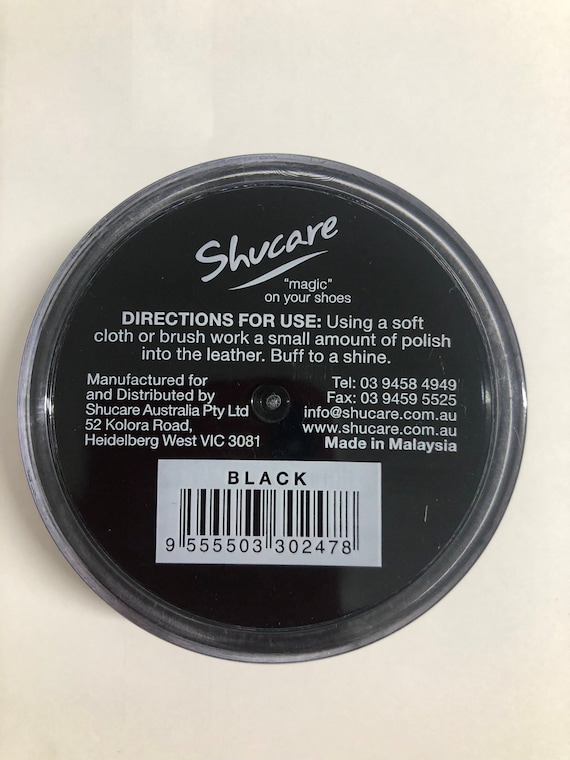 Shucare
"magic"
on your shoes
DIRECTIONS FOR USE: Using a soft
cloth or brush work a small amount of polish
into the leather. Buff to a shine.
Manufactured for
and Distributed by
Shucare Australia Pty Ltd
52 Kolora Road,
Heidelberg West VIC 3081
Tel: 03 9458 4949
Fax: 03 9459 5525
info@shucare.com.au
www.shucare.com.au
Made in Malaysia
BLACK
9 555503 302478